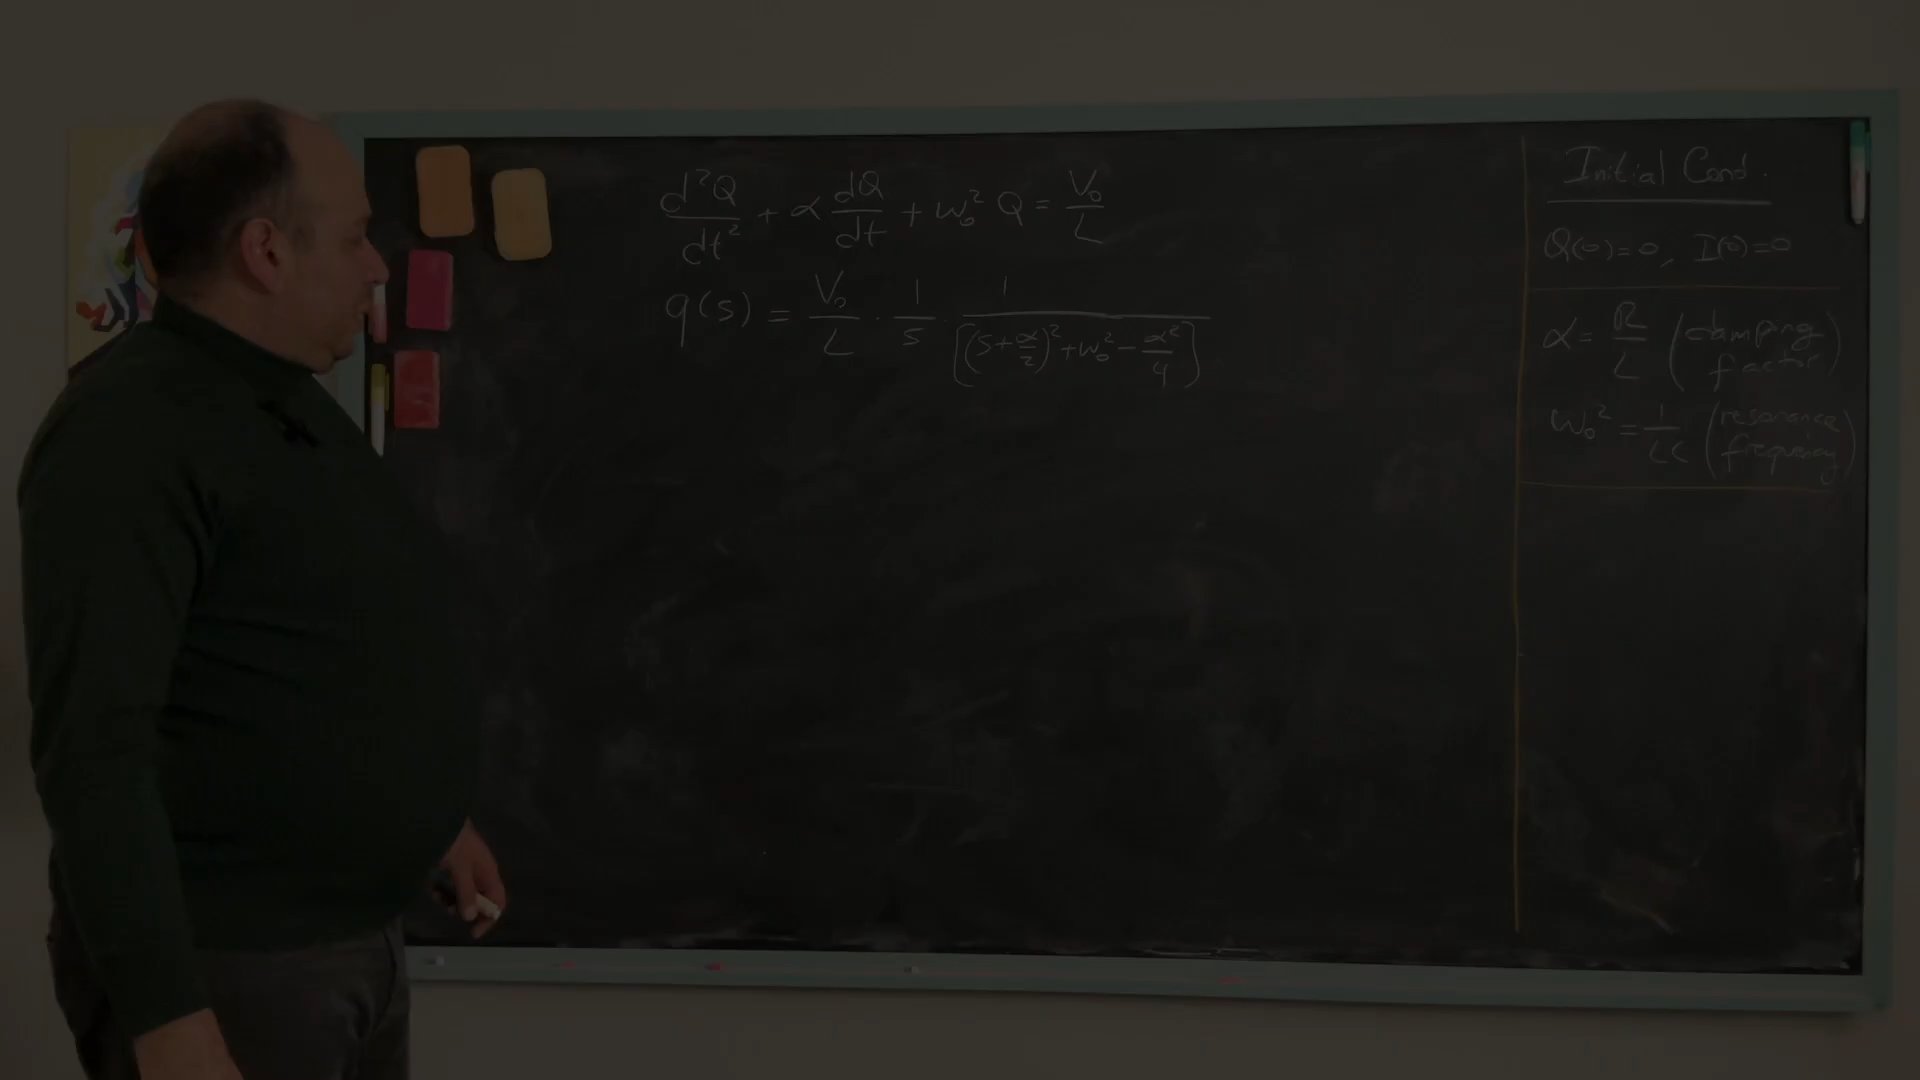 d²Q/dt² + α dQ/dt + ω₀² Q = V₀/L
q(s) = V₀/L · 1/s · 1/[(s+α/2)²+ω₀²-α²/4]
Initial Cond.
Q(0)=0, I(0)=0
α = R/L (damping factor)
ω₀² = 1/LC (resonance frequency)